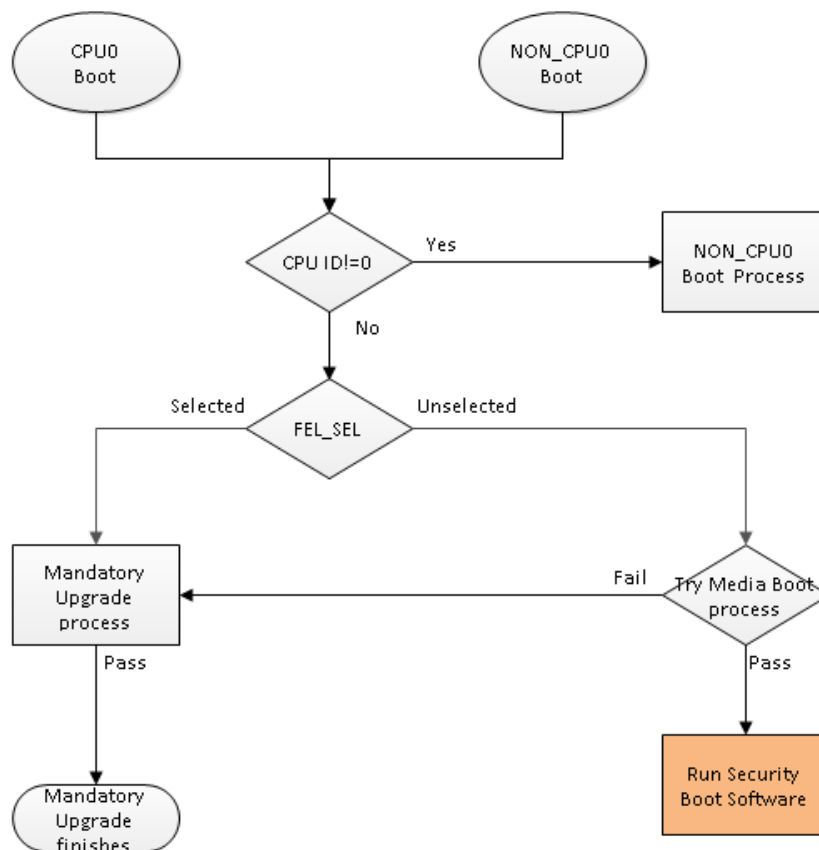 CPU0
Boot
NON_CPU0
Boot
CPU ID!=0
Yes
NON_CPU0
Boot Process
No
Selected
Unselected
FEL_SEL
Mandatory
Upgrade
process
Fail
Try Media Boot
process
Pass
Pass
Run Security
Boot Software
Mandatory
Upgrade
finishes